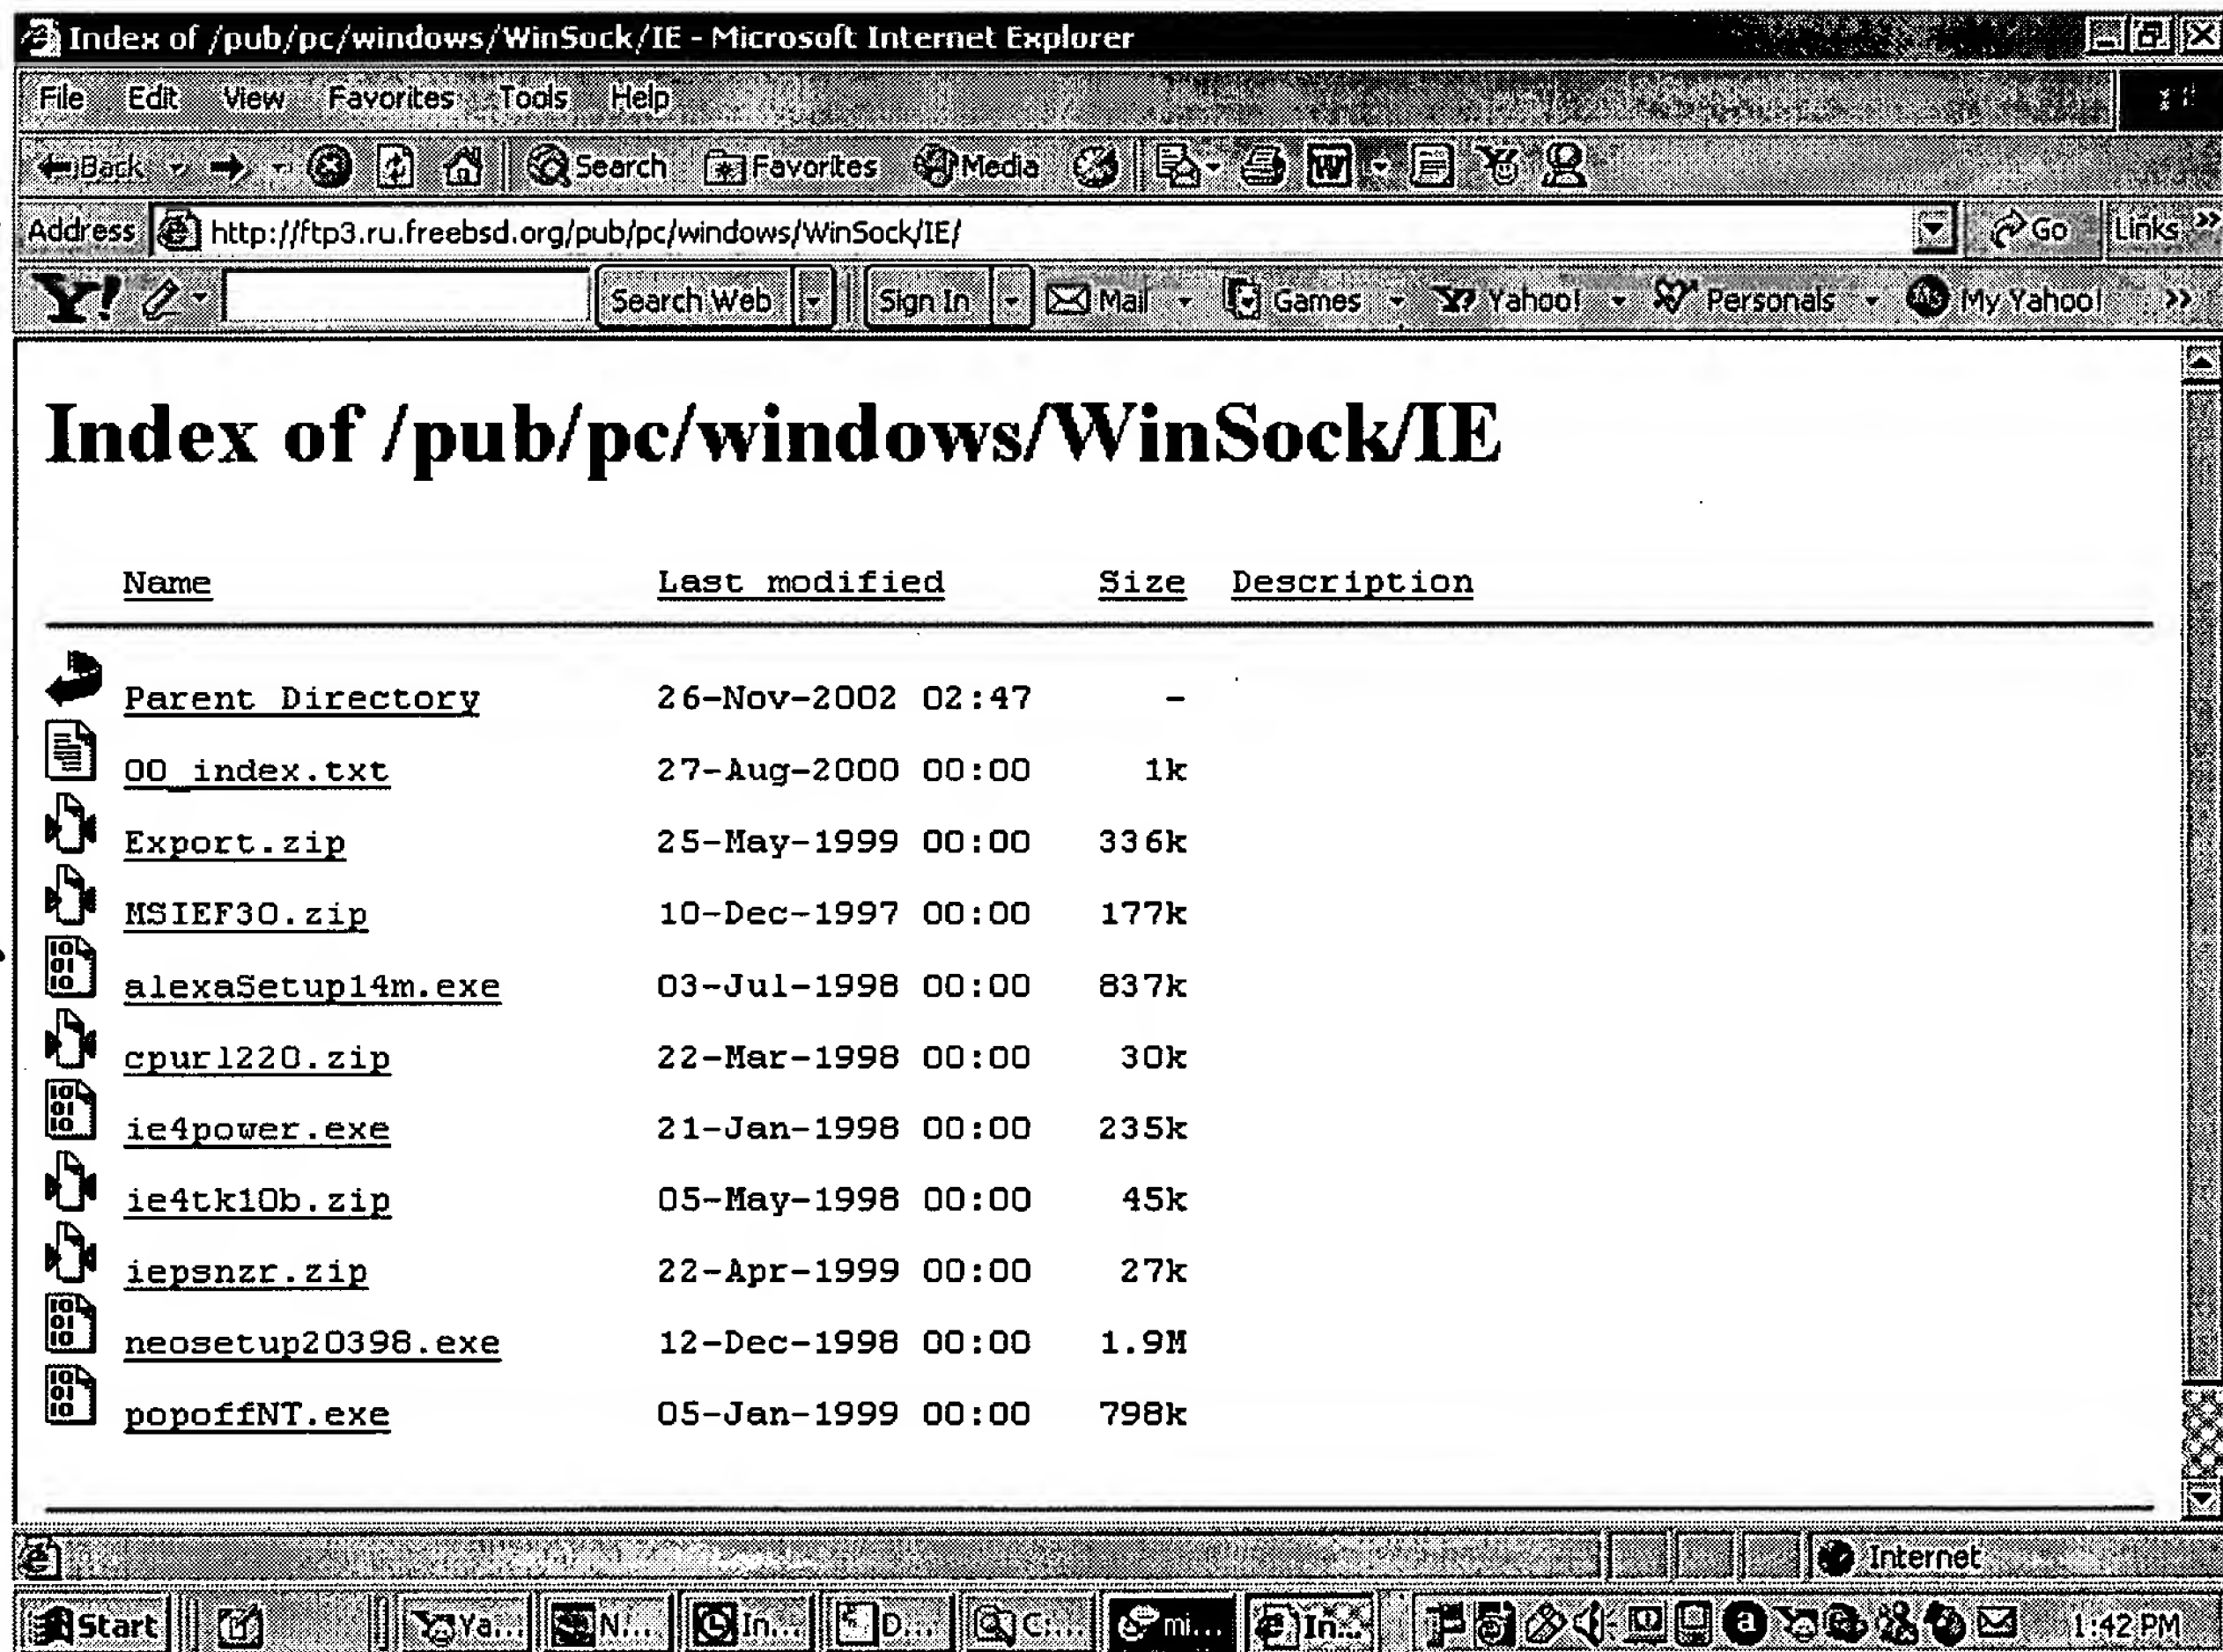 Index of /pub/pc/windows/WinSock/IE - Microsoft Internet Explorer
File Edit View Favorites Tools Help
Back Search Favorites Media
Address http://ftp3.ru.freebsd.org/pub/pc/windows/WinSock/IE/ Go Links »
Y! Search Web Sign In Mail Games Yahoo! Personals My Yahoo! »
Index of /pub/pc/windows/WinSock/IE
Name Last modified Size Description
Parent Directory 26-Nov-2002 02:47 -
00_index.txt 27-Aug-2000 00:00 1k
Export.zip 25-May-1999 00:00 336k
MSIEF30.zip 10-Dec-1997 00:00 177k
alexaSetup14m.exe 03-Jul-1998 00:00 837k
cpurl220.zip 22-Mar-1998 00:00 30k
ie4power.exe 21-Jan-1998 00:00 235k
ie4tk10b.zip 05-May-1998 00:00 45k
iepsnzr.zip 22-Apr-1999 00:00 27k
neosetup20398.exe 12-Dec-1998 00:00 1.9M
popoffNT.exe 05-Jan-1999 00:00 798k
Internet
Start Ya... N... In... D... C... mi... In... 1:42 PM